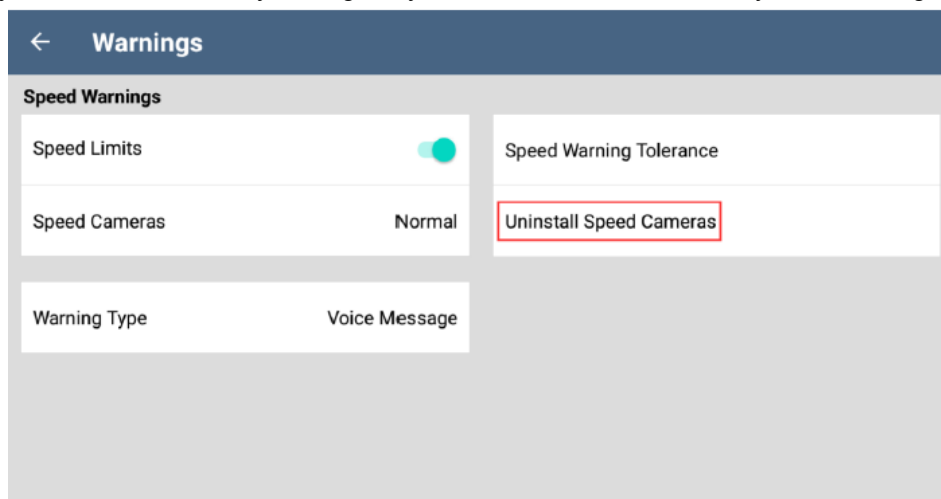 Warnings
Speed Warnings
Speed Limits
Speed Warning Tolerance
Speed Cameras Normal
Uninstall Speed Cameras
Warning Type Voice Message